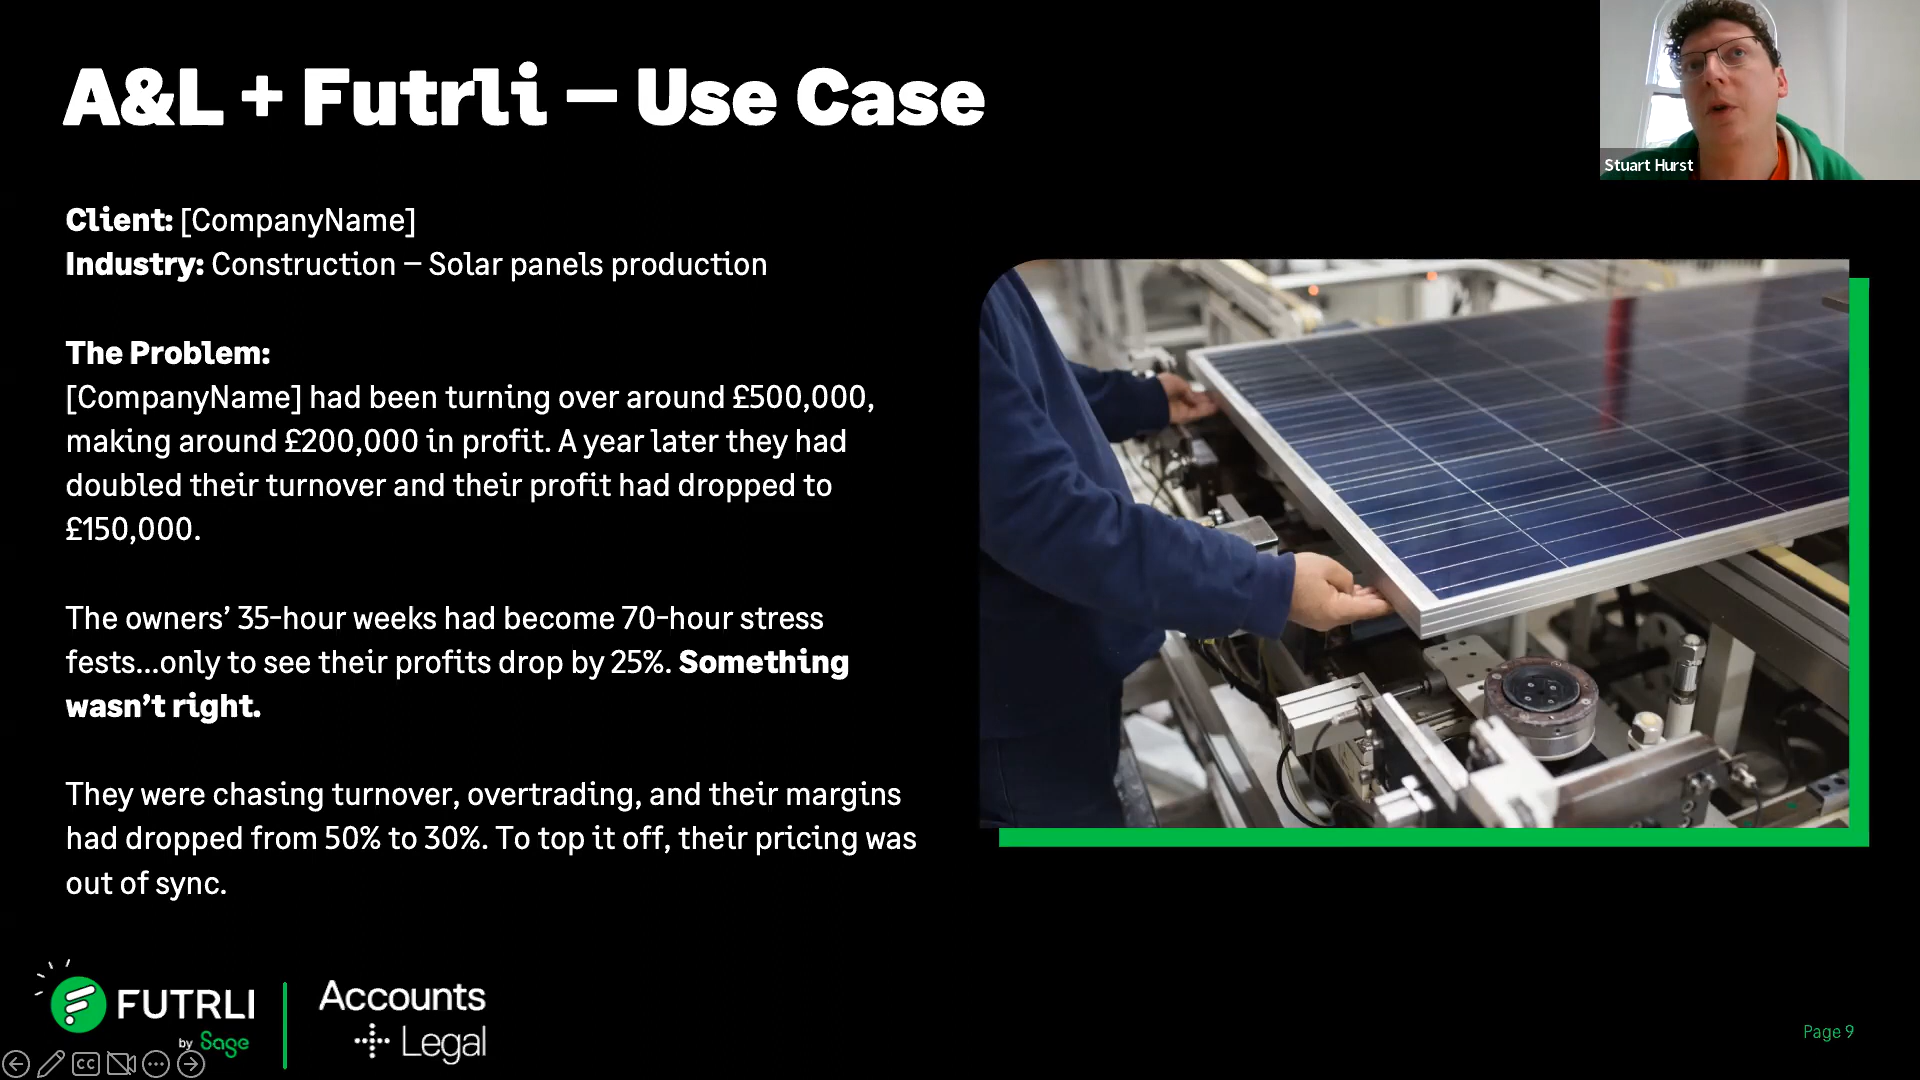 A&L + Futrli – Use Case
Stuart Hurst
Client: [CompanyName]
Industry: Construction – Solar panels production
The Problem:
[CompanyName] had been turning over around £500,000,
making around £200,000 in profit. A year later they had
doubled their turnover and their profit had dropped to
£150,000.
The owners’ 35-hour weeks had become 70-hour stress
fests...only to see their profits drop by 25%. Something
wasn’t right.
They were chasing turnover, overtrading, and their margins
had dropped from 50% to 30%. To top it off, their pricing was
out of sync.
FUTRLI
by Sage
Accounts
Legal
CC
Page 9